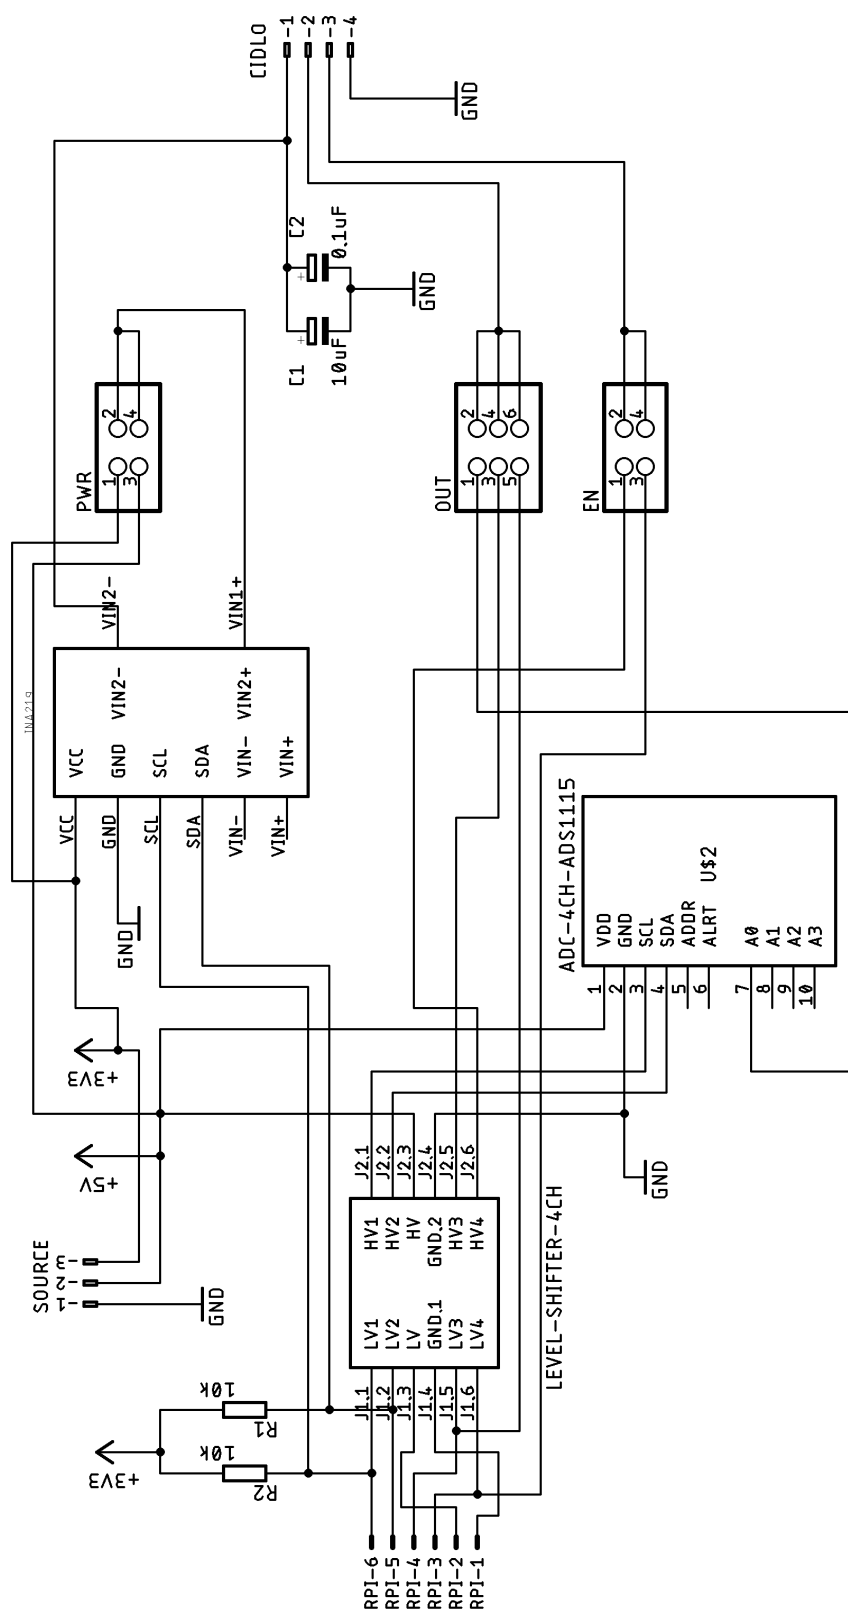 CIDLO
-1
-2
-3
-4
GND
C2
0.1uF
+
GND
C1
10uF
+
PWR
2
4
1
3
OUT
2
4
6
1
3
5
EN
2
4
1
3
VIN2-
VIN1+
INA219
VIN2-
VIN2+
VCC
GND
SCL
SDA
VIN-
VIN+
VCC
GND
SCL
SDA
VIN-
VIN+
GND
ADC-4CH-ADS1115
U$2
VDD
GND
SCL
SDA
ADDR
ALRT
A0
A1
A2
A3
1
2
3
4
5
6
7
8
9
10
+3V3
+5V
GND
J2.1
J2.2
J2.3
J2.4
J2.5
J2.6
HV1
HV2
HV
GND.2
HV3
HV4
LV1
LV2
LV
GND.1
LV3
LV4
LEVEL-SHIFTER-4CH
J1.1
J1.2
J1.3
J1.4
J1.5
J1.6
SOURCE
-3
-2
-1
GND
10k
R1
10k
R2
+3V3
RPI-6
RPI-5
RPI-4
RPI-3
RPI-2
RPI-1